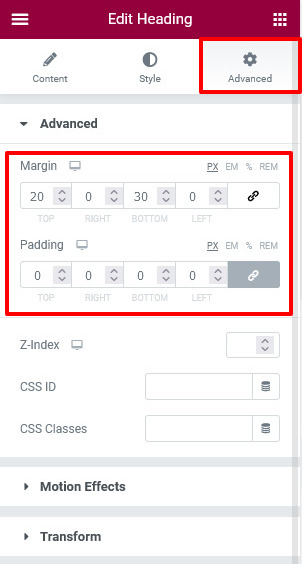 Edit Heading
Content Style Advanced
Advanced
Margin PX EM % REM
20 0 30 0
TOP RIGHT BOTTOM LEFT
Padding PX EM % REM
0 0 0 0
TOP RIGHT BOTTOM LEFT
Z-Index
CSS ID
CSS Classes
Motion Effects
Transform